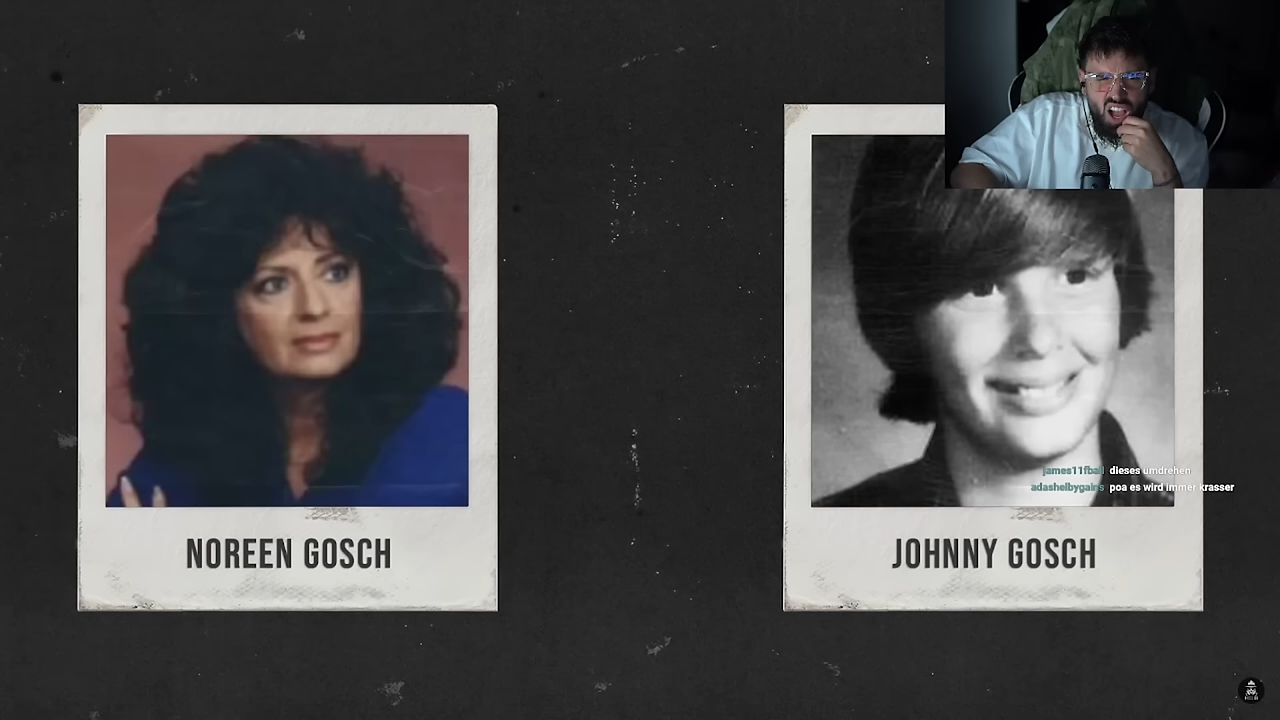 NOREEN GOSCH
JOHNNY GOSCH
james11fball dieses umdrehen
adashelbygains poa es wird immer krasser